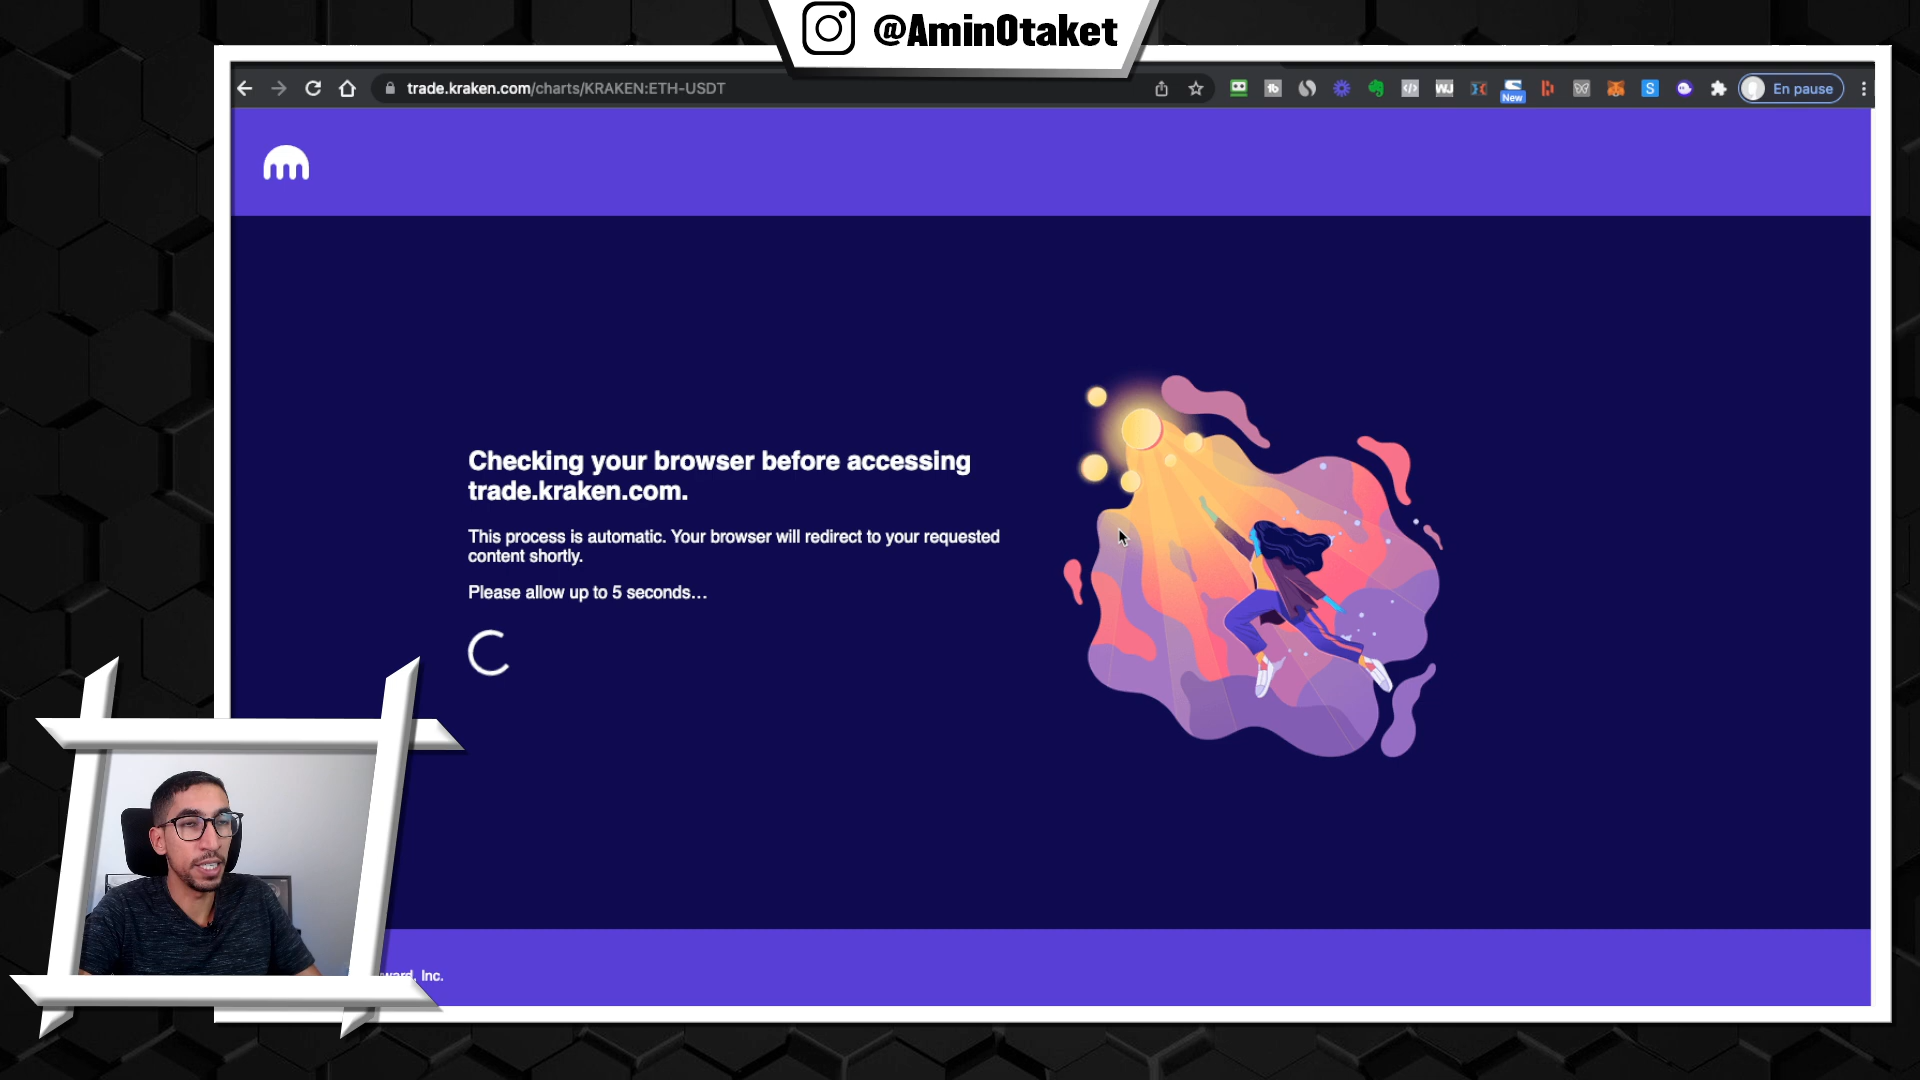 @AminOtaket
trade.kraken.com/charts/KRAKEN:ETH-USDT
New
En pause
Checking your browser before accessing
trade.kraken.com.
This process is automatic. Your browser will redirect to your requested
content shortly.
Please allow up to 5 seconds...
Inc.